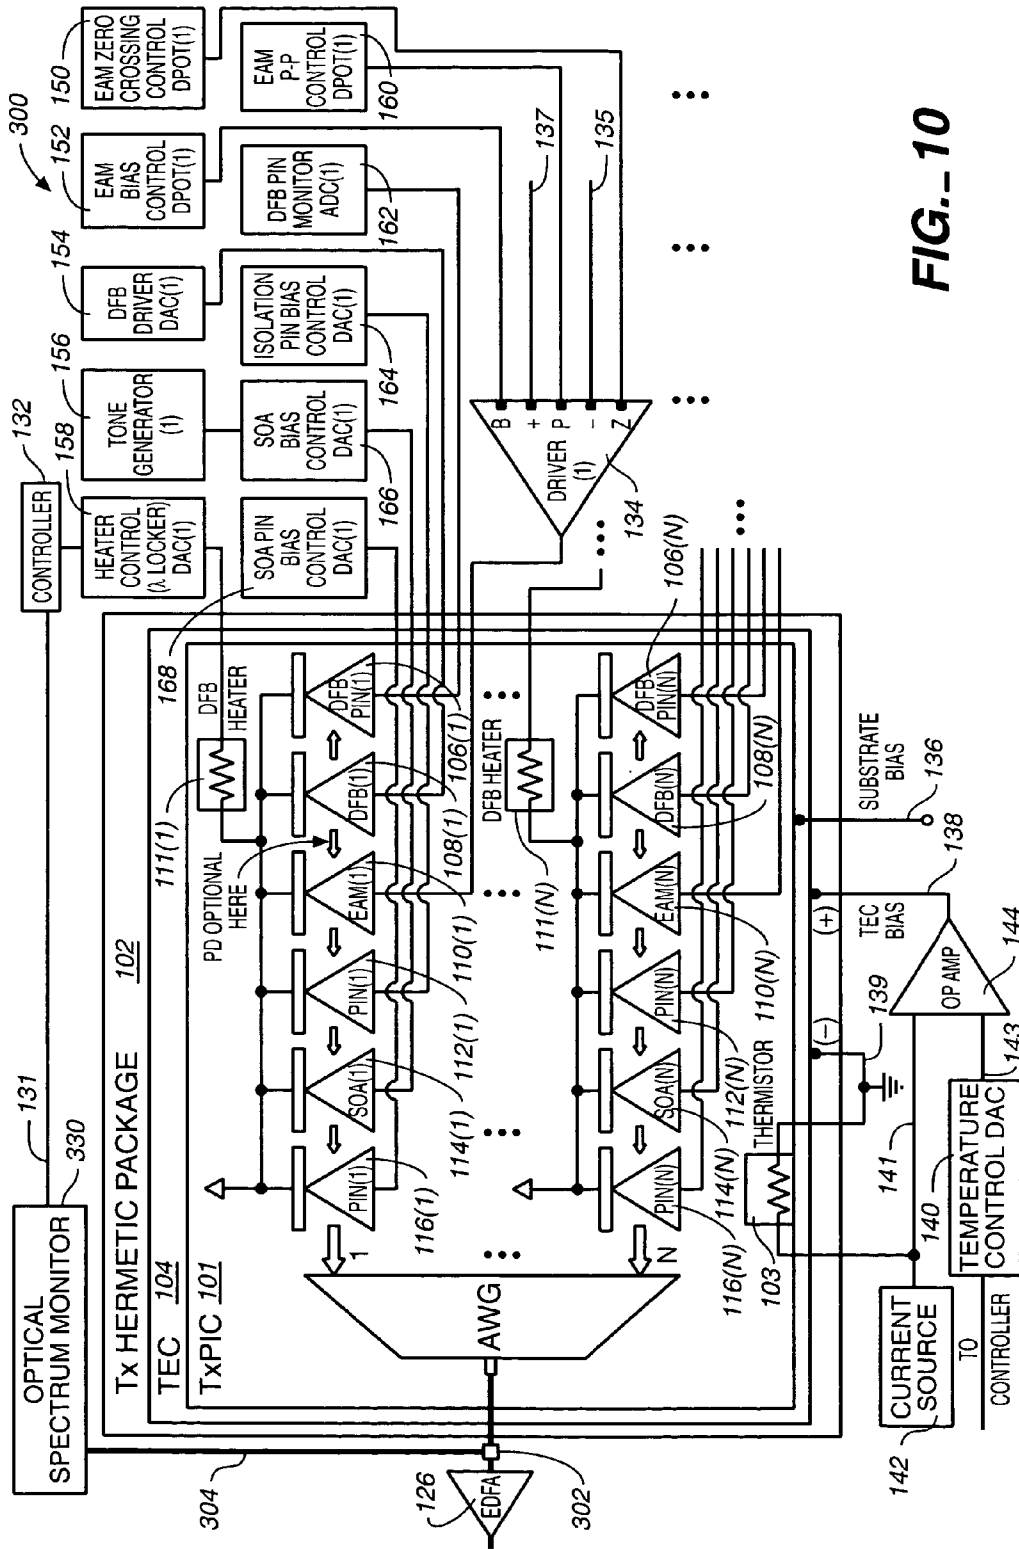 300
150
EAM ZERO
CROSSING
CONTROL
DPOT(1)
152
EAM
BIAS
CONTROL
DPOT(1)
154
DFB
DRIVER
DAC(1)
156
TONE
GENERATOR
(1)
158
HEATER
CONTROL
(λ LOCKER)
DAC(1)
132
CONTROLLER
131
OPTICAL
SPECTRUM MONITOR
330
EAM
P-P
CONTROL
DPOT(1)
160
DFB PIN
MONITOR
ADC(1)
162
ISOLATION
PIN BIAS
CONTROL
DAC(1)
164
SOA
BIAS
CONTROL
DAC(1)
166
SOA PIN
BIAS
CONTROL
DAC(1)
168
Tx HERMETIC PACKAGE 102
TEC 104
TxPIC 101
111(1)
DFB
HEATER
PD OPTIONAL
HERE
PIN(1)
SOA(1)
PIN(1)
EAM(1)
DFB(1)
DFB
PIN(1)
116(1)
114(1)
112(1)
110(1)
108(1)
106(1)
137
135
B
+
P
-
Z
DRIVER
(1)
134
304
126
EDFA
302
AWG
1
N
DFB HEATER
111(N)
PIN(N)
SOA(N)
PIN(N)
EAM(N)
DFB(N)
DFB
PIN(N)
116(N)
114(N)
112(N)
110(N)
108(N)
106(N)
THERMISTOR
103
(-)
(+)
139
TEC
BIAS
138
SUBSTRATE
BIAS
136
OP AMP
144
141
143
140
TEMPERATURE
CONTROL DAC
CURRENT
SOURCE
142
TO
CONTROLLER
FIG._10